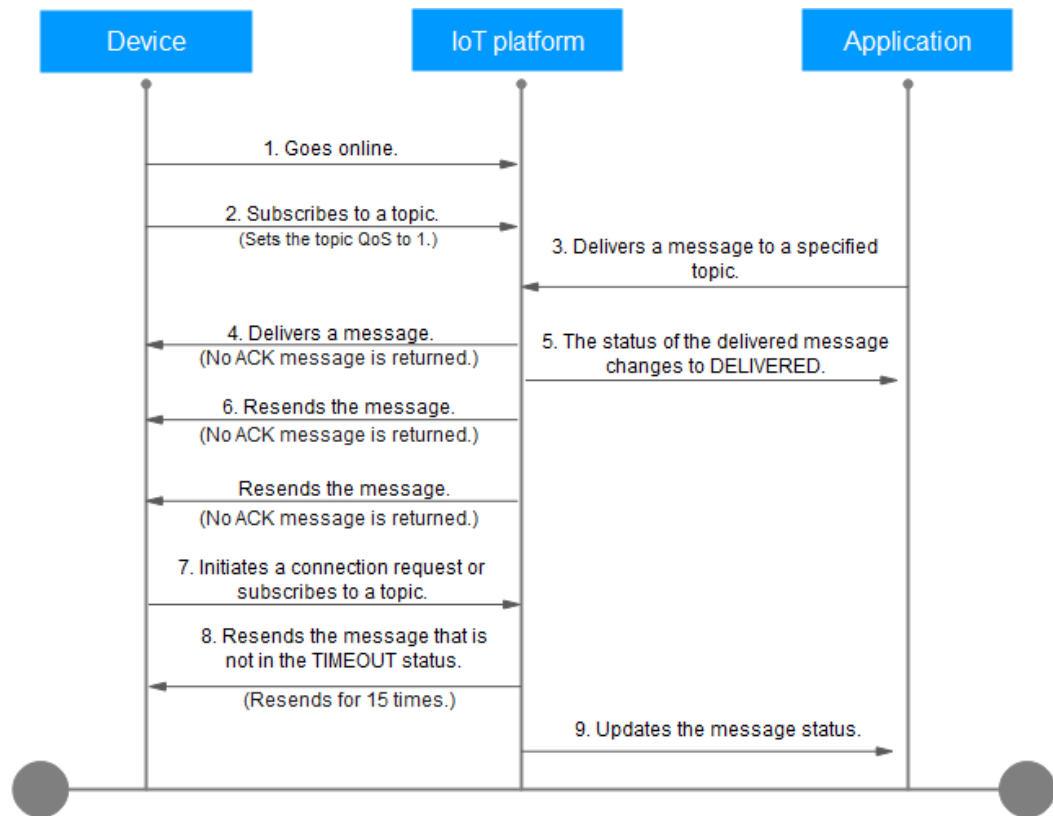 Device
IoT platform
Application
1. Goes online.
2. Subscribes to a topic.
(Sets the topic QoS to 1.)
3. Delivers a message to a specified
topic.
4. Delivers a message.
(No ACK message is returned.)
5. The status of the delivered message
changes to DELIVERED.
6. Resends the message.
(No ACK message is returned.)
Resends the message.
(No ACK message is returned.)
7. Initiates a connection request or
subscribes to a topic.
8. Resends the message that is
not in the TIMEOUT status.
(Resends for 15 times.)
9. Updates the message status.